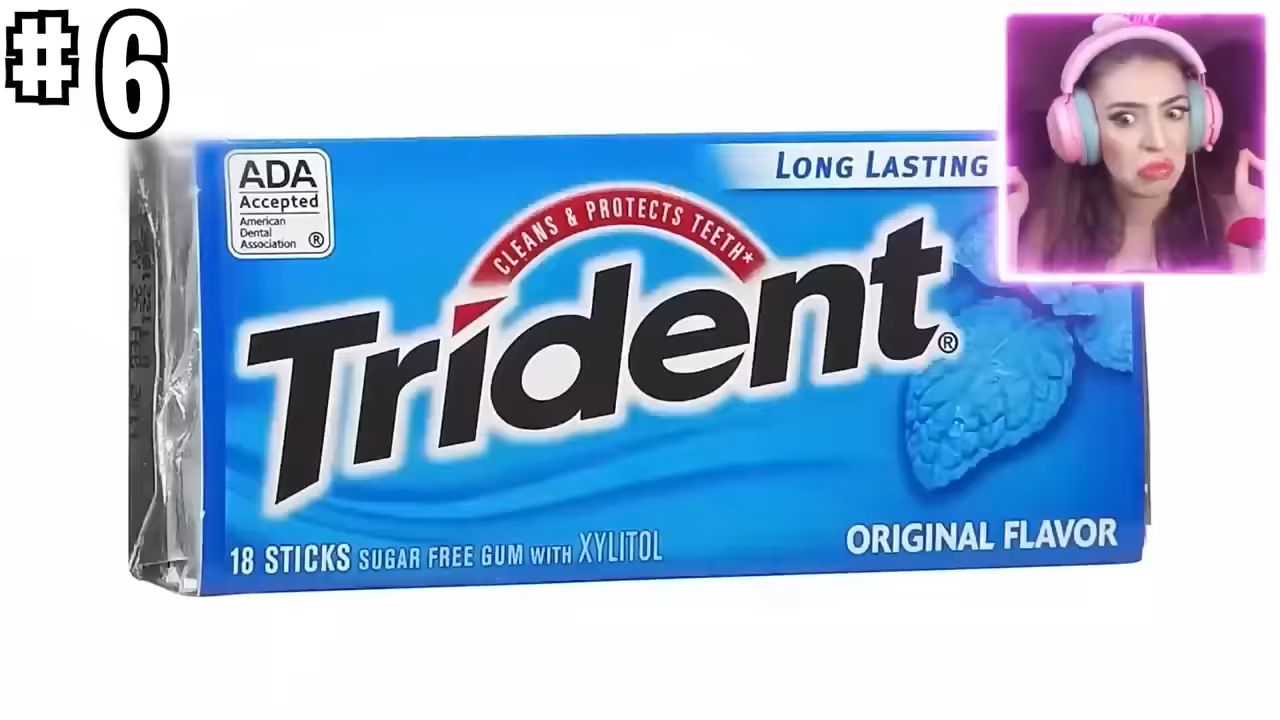 #6
ADA
Accepted
American
Dental
Association ®
LONG LASTING
CLEANS & PROTECTS TEETH*
Trident®
18 STICKS SUGAR FREE GUM WITH XYLITOL
ORIGINAL FLAVOR